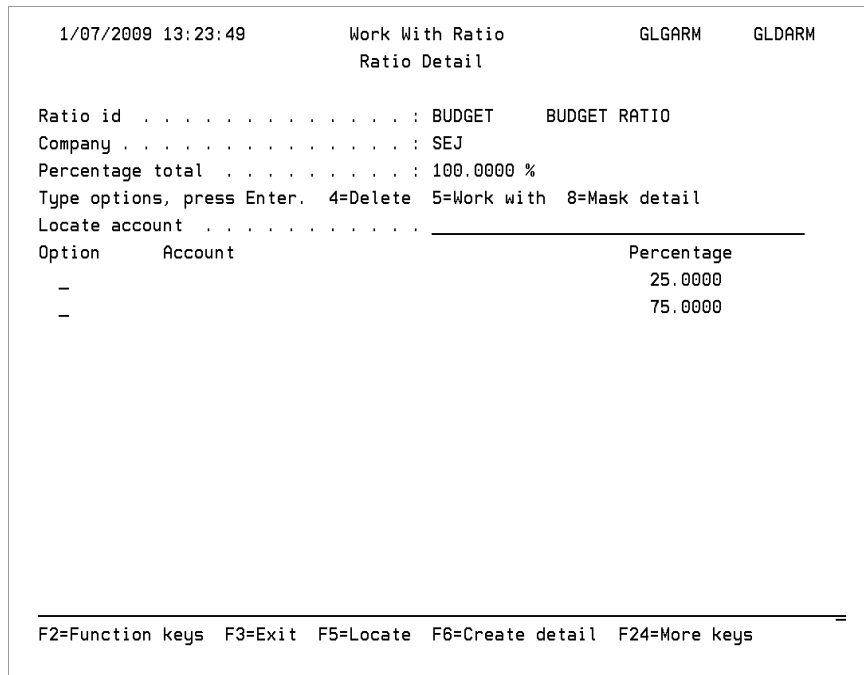 1/07/2009 13:23:49 Work With Ratio GLGARM GLDARM
Ratio Detail
Ratio id . . . . . . . . . . . . . : BUDGET BUDGET RATIO
Company . . . . . . . . . . . . . . : SEJ
Percentage total . . . . . . . . . : 100.0000 %
Type options, press Enter. 4=Delete 5=Work with 8=Mask detail
Locate account . . . . . . . . . . . ____________________
Option Account Percentage
_ 25.0000
_ 75.0000
F2=Function keys F3=Exit F5=Locate F6=Create detail F24=More keys